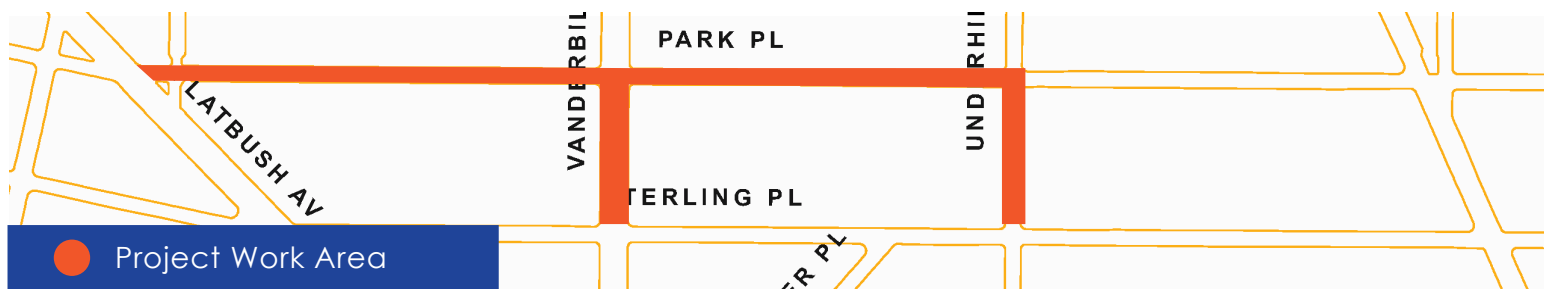 PARK PL
VANDERBIL
UNDERHI
LATBUSH AV
TERLING PL
ER PL
Project Work Area